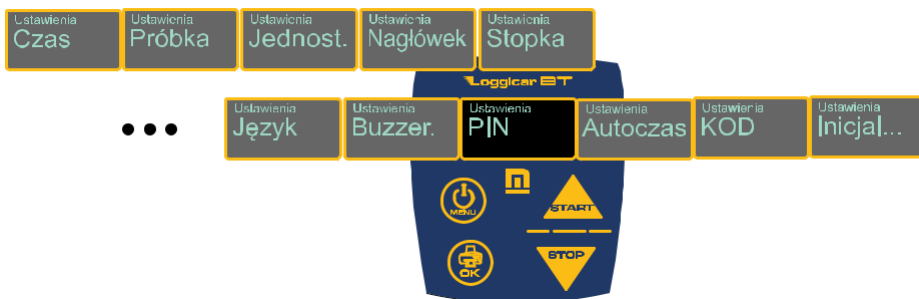 Ustawienia
Czas
Ustawienia
Próbka
Ustawienia
Jednost.
Ustawienia
Nagłówek
Ustawienia
Stopka
Loggicar BT
Ustawienia
Język
Ustawienia
Buzzer.
Ustawienia
PIN
Ustawienia
Autoczas
Ustawienia
KOD
Ustawienia
Inicjal...
MENU
START
OK
STOP